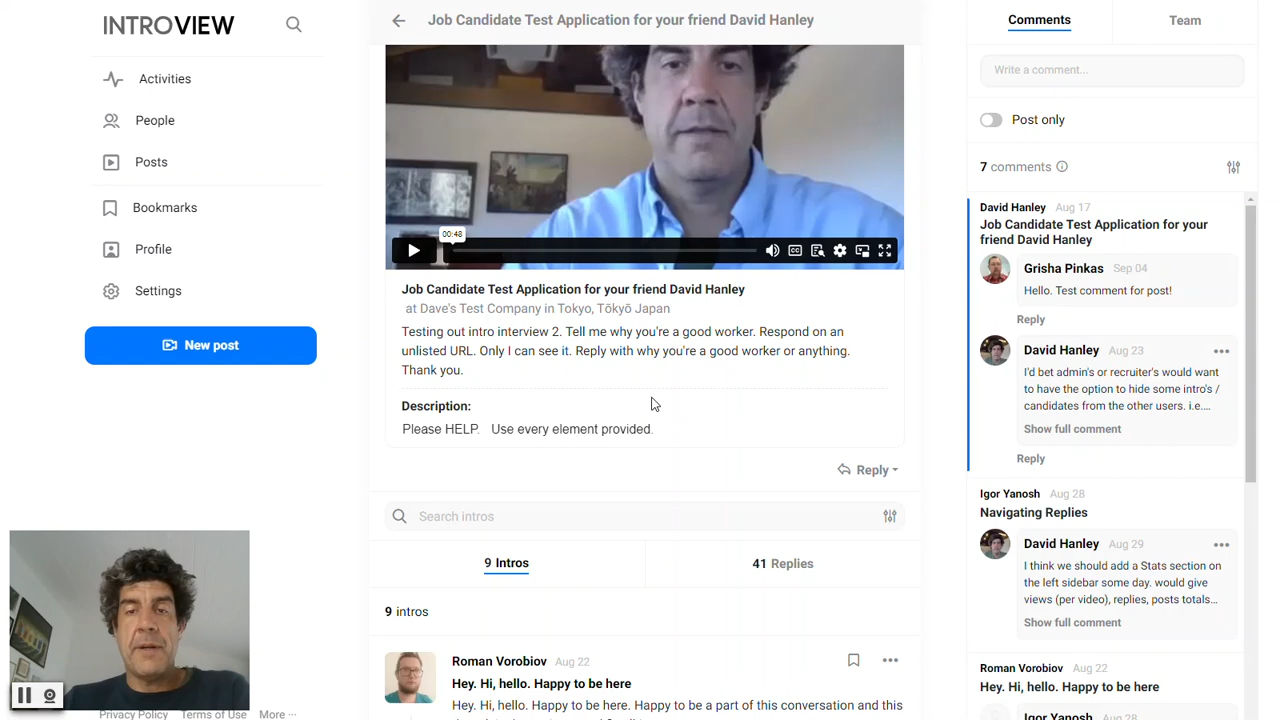 INTROVIEW
Activities
People
Posts
Bookmarks
Profile
Settings
New post
Privacy Policy Terms of Use More ···
Job Candidate Test Application for your friend David Hanley
00:48
CC
Job Candidate Test Application for your friend David Hanley
at Dave's Test Company in Tokyo, Tōkyō Japan
Testing out intro interview 2. Tell me why you're a good worker. Respond on an
unlisted URL. Only I can see it. Reply with why you're a good worker or anything.
Thank you.
Description:
Please HELP. Use every element provided.
Reply
Search intros
9 Intros
41 Replies
9 intros
Roman Vorobiov Aug 22
Hey. Hi, hello. Happy to be here
Hey. Hi, hello. Happy to be here. Happy to be a part of this conversation and this
Comments
Team
Write a comment...
Post only
7 comments
David Hanley Aug 17
Job Candidate Test Application for your
friend David Hanley
Grisha Pinkas Sep 04
Hello. Test comment for post!
Reply
David Hanley Aug 23
I'd bet admin's or recruiter's would want
to have the option to hide some intro's /
candidates from the other users. i.e....
Show full comment
Reply
Igor Yanosh Aug 28
Navigating Replies
David Hanley Aug 29
I think we should add a Stats section on
the left sidebar some day. would give
views (per video), replies, posts totals...
Show full comment
Roman Vorobiov Aug 22
Hey. Hi, hello. Happy to be here
Igor Yanosh Aug 28